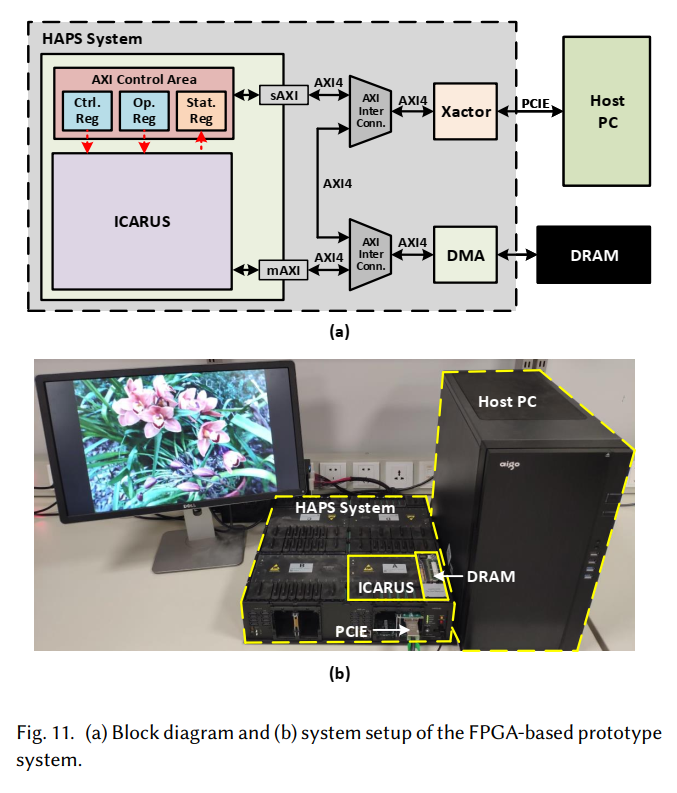 HAPS System
AXI Control Area
Ctrl.
Reg
Op.
Reg
Stat.
Reg
ICARUS
sAXI
AXI4
AXI
Inter
Conn.
AXI4
Xactor
PCIE
Host
PC
AXI4
mAXI
AXI4
AXI
Inter
Conn.
AXI4
DMA
DRAM
(a)
Host PC
aigo
DELL
HAPS System
ICARUS
DRAM
PCIE
(b)
Fig. 11. (a) Block diagram and (b) system setup of the FPGA-based prototype
system.